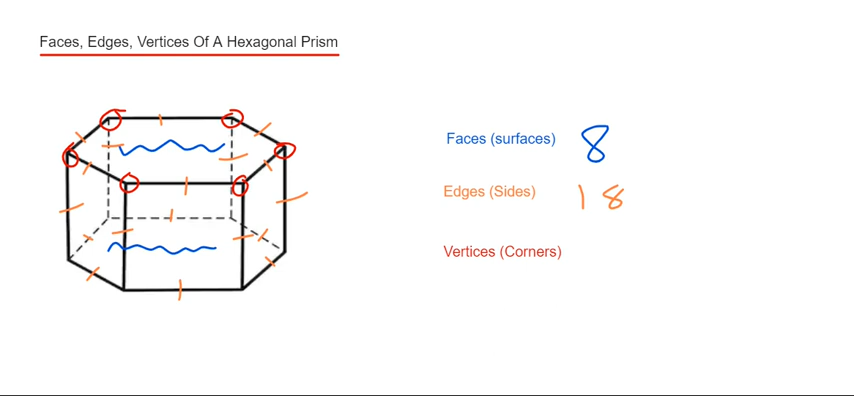 Faces, Edges, Vertices Of A Hexagonal Prism
Faces (surfaces) 8
Edges (Sides) 18
Vertices (Corners)